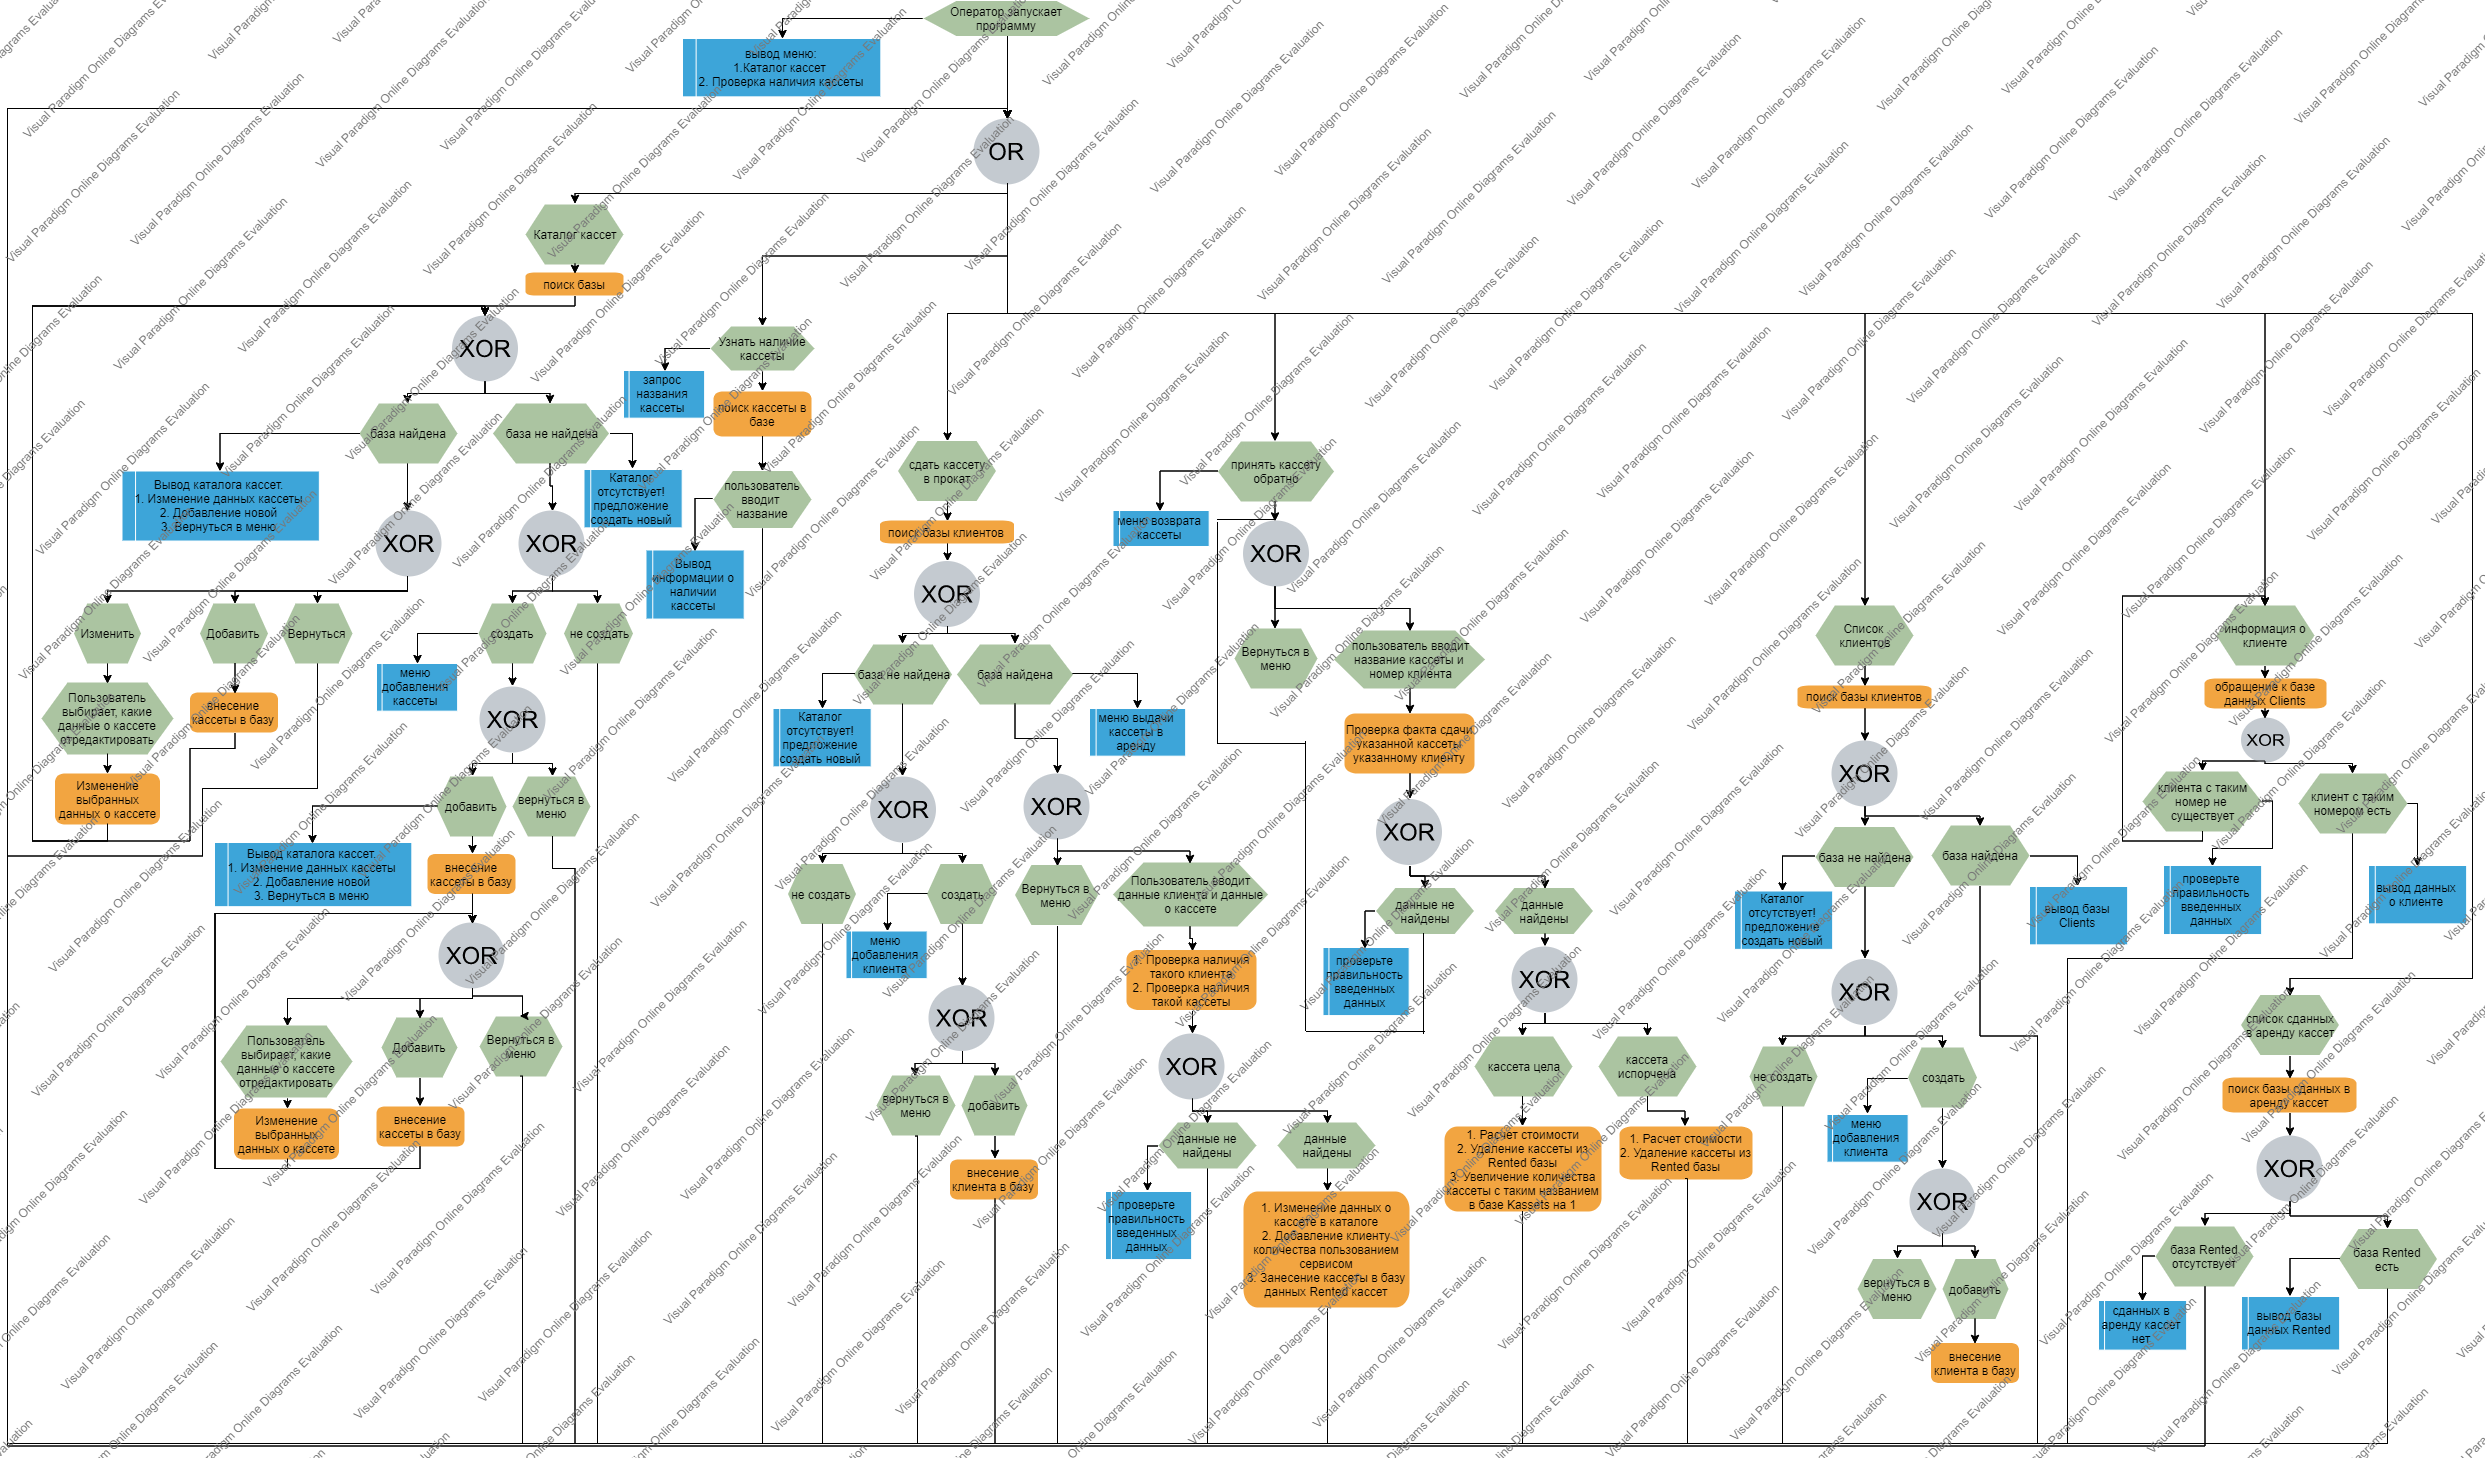 Оператор запускает
программу
вывод меню:
1.Каталог кассет
2. Проверка наличия кассеты
OR
Каталог кассет
поиск базы
XOR
Узнать наличие
кассеты
запрос
названия
кассеты
поиск кассеты в
базе
база найдена
база не найдена
Вывод каталога кассет.
1. Изменение данных кассеты
2. Добавление новой
3. Вернуться в меню
Каталог
отсутствует!
предложение
создать новый
пользователь
вводит
название
XOR
XOR
Вывод
информации о
наличии
кассеты
Изменить
Добавить
Вернуться
создать
не создать
меню
добавления
кассеты
Пользователь
выбирает, какие
данные о кассете
отредактировать
внесение
кассеты в базу
XOR
Изменение
выбранных
данных о кассете
добавить
вернуться в
меню
Вывод каталога кассет.
1. Изменение данных кассеты
2. Добавление новой
3. Вернуться в меню
внесение
кассеты в базу
XOR
Пользователь
выбирает, какие
данные о кассете
отредактировать
Добавить
Вернуться в
меню
Изменение
выбранных
данных о кассете
внесение
кассеты в базу
сдать кассету
в прокат
поиск базы клиентов
XOR
база не найдена
база найдена
Каталог
отсутствует!
предложение
создать новый
меню выдачи
кассеты в
аренду
XOR
XOR
не создать
создать
Вернуться в
меню
Пользователь вводит
данные клиента и данные
о кассете
меню
добавления
клиента
1. Проверка наличия
такого клиента
2. Проверка наличия
такой кассеты
XOR
XOR
вернуться в
меню
добавить
внесение
клиента в базу
данные не
найдены
данные
найдены
проверьте
правильность
введенных
данных
1. Изменение данных о
кассете в каталоге
2. Добавление клиенту
количества пользованием
сервисом
3. Занесение кассеты в базу
данных Rented кассет
принять кассету
обратно
меню возврата
кассеты
XOR
Вернуться в
меню
пользователь вводит
название кассеты и
номер клиента
Проверка факта сдачи
указанной кассеты
указанному клиенту
XOR
данные не
найдены
данные
найдены
проверьте
правильность
введенных
данных
XOR
кассета цела
кассета
испорчена
1. Расчет стоимости
2. Удаление кассеты из
Rented базы
3. Увеличение количества
кассеты с таким названием
в базе Kassets на 1
1. Расчет стоимости
2. Удаление кассеты из
Rented базы
Список
клиентов
поиск базы клиентов
XOR
база не найдена
база найдена
Каталог
отсутствует!
предложение
создать новый
вывод базы
Clients
XOR
не создать
создать
меню
добавления
клиента
XOR
вернуться в
меню
добавить
внесение
клиента в базу
информация о
клиенте
обращение к базе
данных Clients
XOR
клиента с таким
номер не
существует
клиент с таким
номером есть
проверьте
правильность
введенных
данных
вывод данных
о клиенте
список сданных
в аренду кассет
поиск базы сданных в
аренду кассет
XOR
база Rented
отсутствует
база Rented
есть
сданных в
аренду кассет
нет
вывод базы
данных Rented
Visual Paradigm Online Diagrams Evaluation